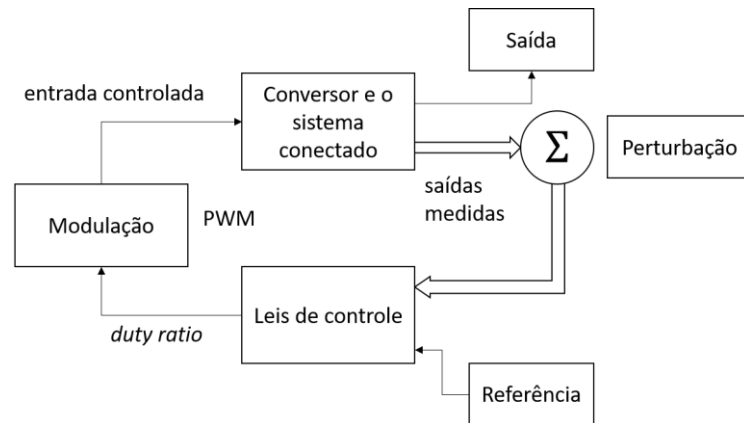 Saída
entrada controlada
Conversor e o
sistema
conectado
Σ
Perturbação
saídas
medidas
Modulação
PWM
Leis de controle
duty ratio
Referência